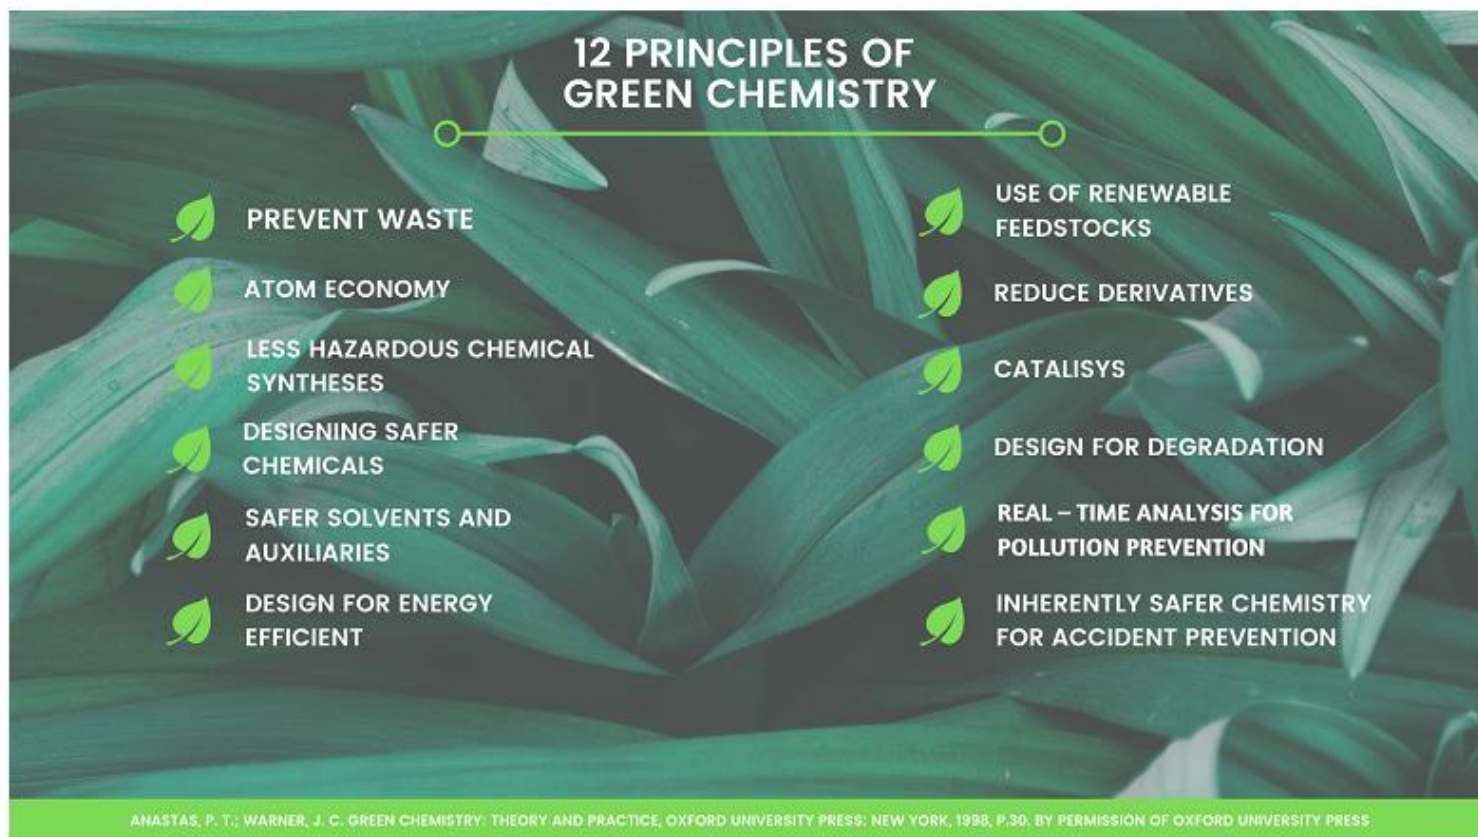 12 PRINCIPLES OF
GREEN CHEMISTRY
PREVENT WASTE
ATOM ECONOMY
LESS HAZARDOUS CHEMICAL
SYNTHESES
DESIGNING SAFER
CHEMICALS
SAFER SOLVENTS AND
AUXILIARIES
DESIGN FOR ENERGY
EFFICIENT
USE OF RENEWABLE
FEEDSTOCKS
REDUCE DERIVATIVES
CATALISYS
DESIGN FOR DEGRADATION
REAL – TIME ANALYSIS FOR
POLLUTION PREVENTION
INHERENTLY SAFER CHEMISTRY
FOR ACCIDENT PREVENTION
ANASTAS, P. T.; WARNER, J. C. GREEN CHEMISTRY: THEORY AND PRACTICE, OXFORD UNIVERSITY PRESS: NEW YORK, 1998, P.30. BY PERMISSION OF OXFORD UNIVERSITY PRESS